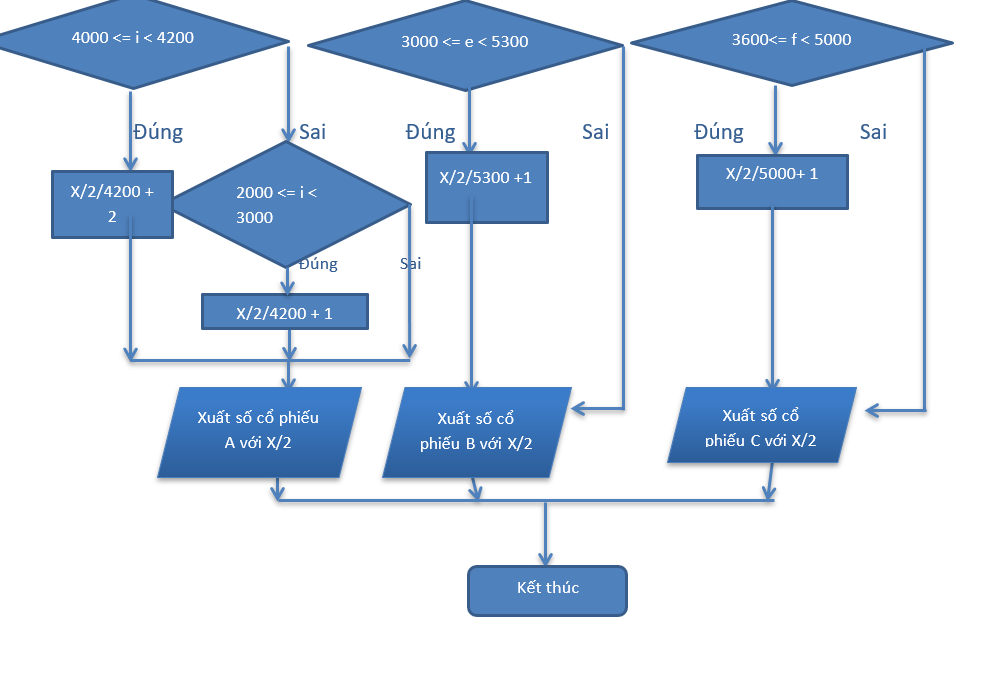 4000 <= i < 4200
3000 <= e < 5300
3600<= f < 5000
Đúng
Sai
Đúng
Sai
Đúng
Sai
X/2/4200 +
2
2000 <= i <
3000
X/2/5300 +1
X/2/5000+ 1
Đúng
Sai
X/2/4200 + 1
Xuất số cổ phiếu
A với X/2
Xuất số cổ
phiếu B với X/2
Xuất số cổ
phiếu C với X/2
Kết thúc